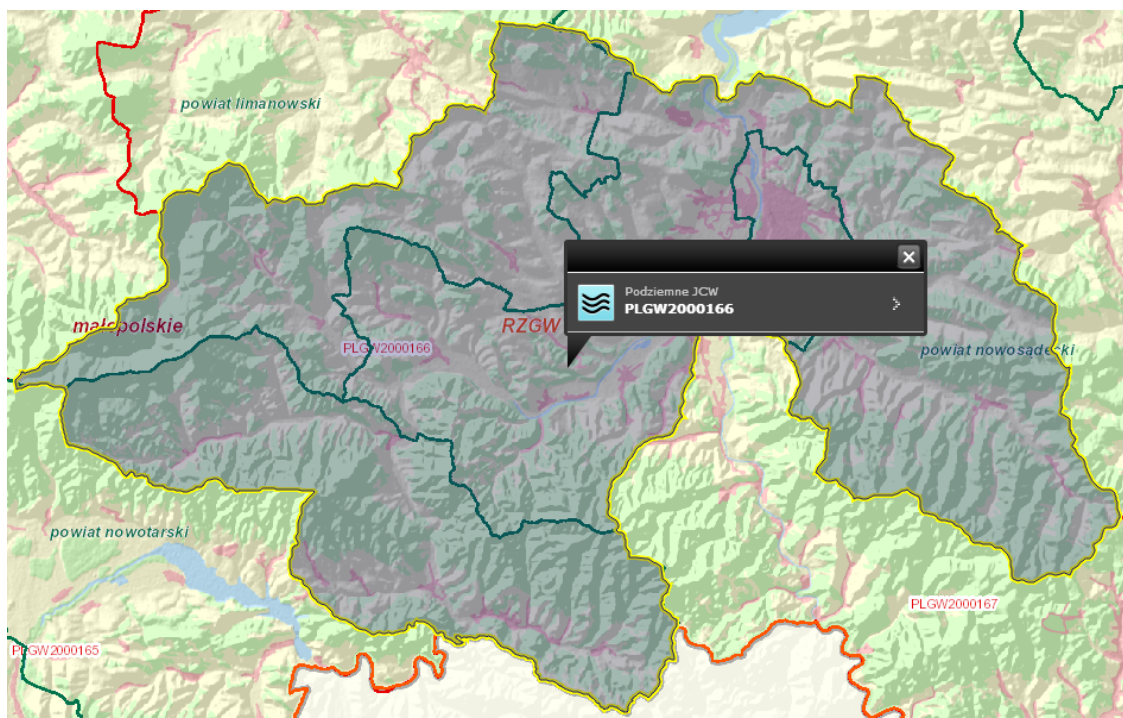 powiat limanowski
małopolskie
PLGW2000166
RZGW
Podziemne JCW
PLGW2000166
powiat nowosądecki
powiat nowotarski
PLGW2000167
PLGW2000165